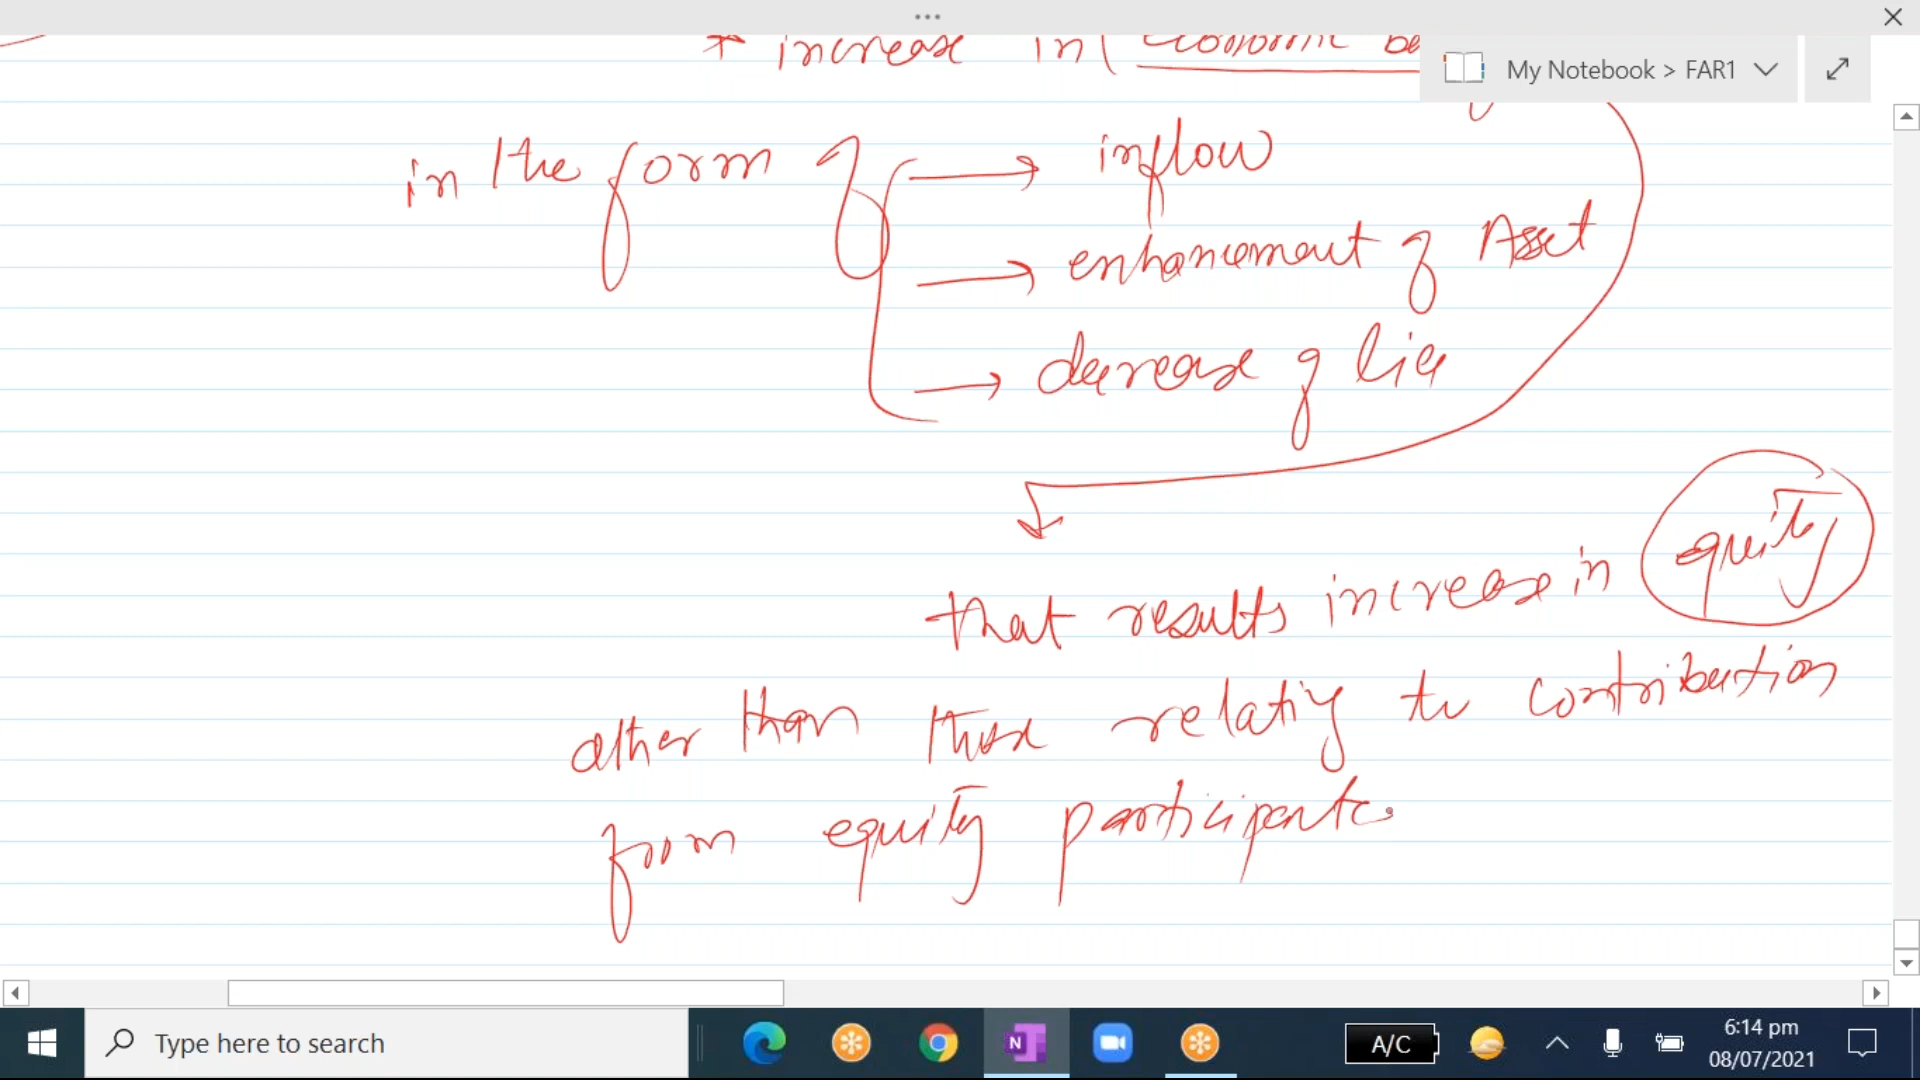 * increase in ( economic be
My Notebook > FAR1
in the form of → inflow
→ enhancement of Asset
→ decrease of lia
that results increase in equity
other than those relating to contribution
from equity participants
Type here to search
A/C
6:14 pm
08/07/2021